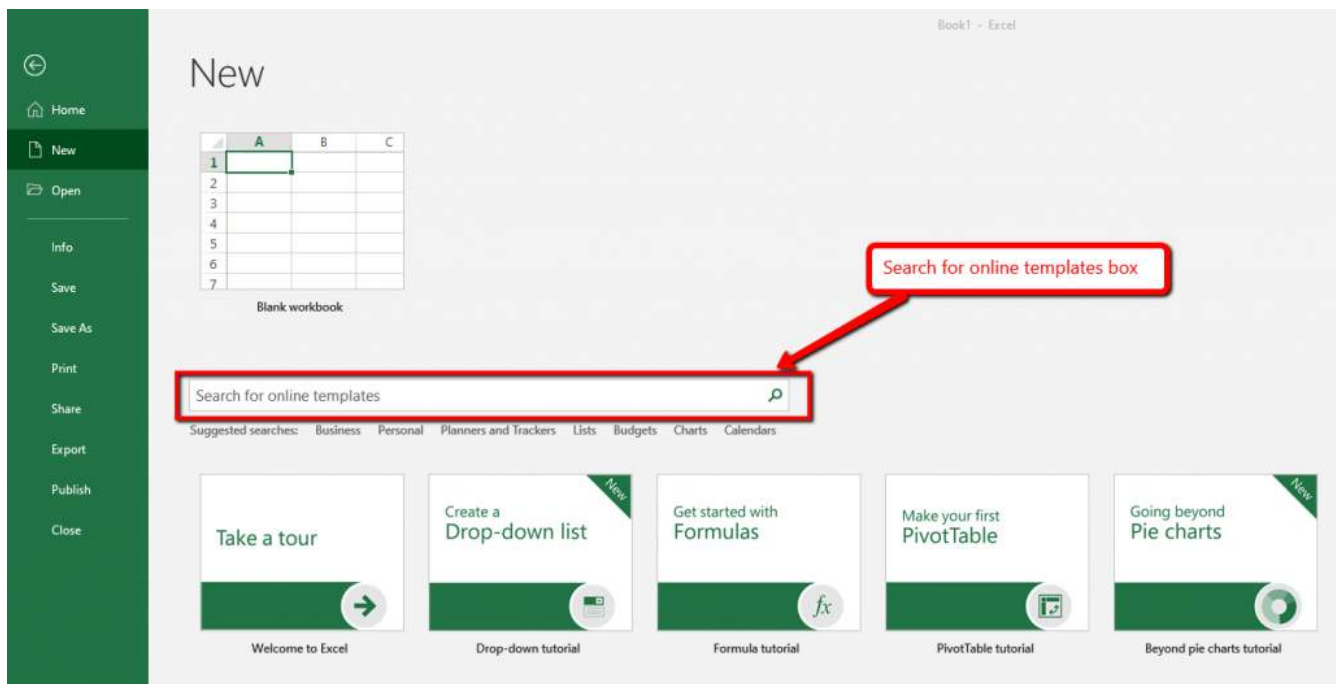 Book1 - Excel
New
Home
New
Open
Info
Save
Save As
Print
Share
Export
Publish
Close
A B C
1
2
3
4
5
6
7
Blank workbook
Search for online templates box
Search for online templates
Suggested searches: Business Personal Planners and Trackers Lists Budgets Charts Calendars
Take a tour
Welcome to Excel
New
Create a
Drop-down list
Drop-down tutorial
Get started with
Formulas
fx
Formula tutorial
Make your first
PivotTable
PivotTable tutorial
New
Going beyond
Pie charts
Beyond pie charts tutorial